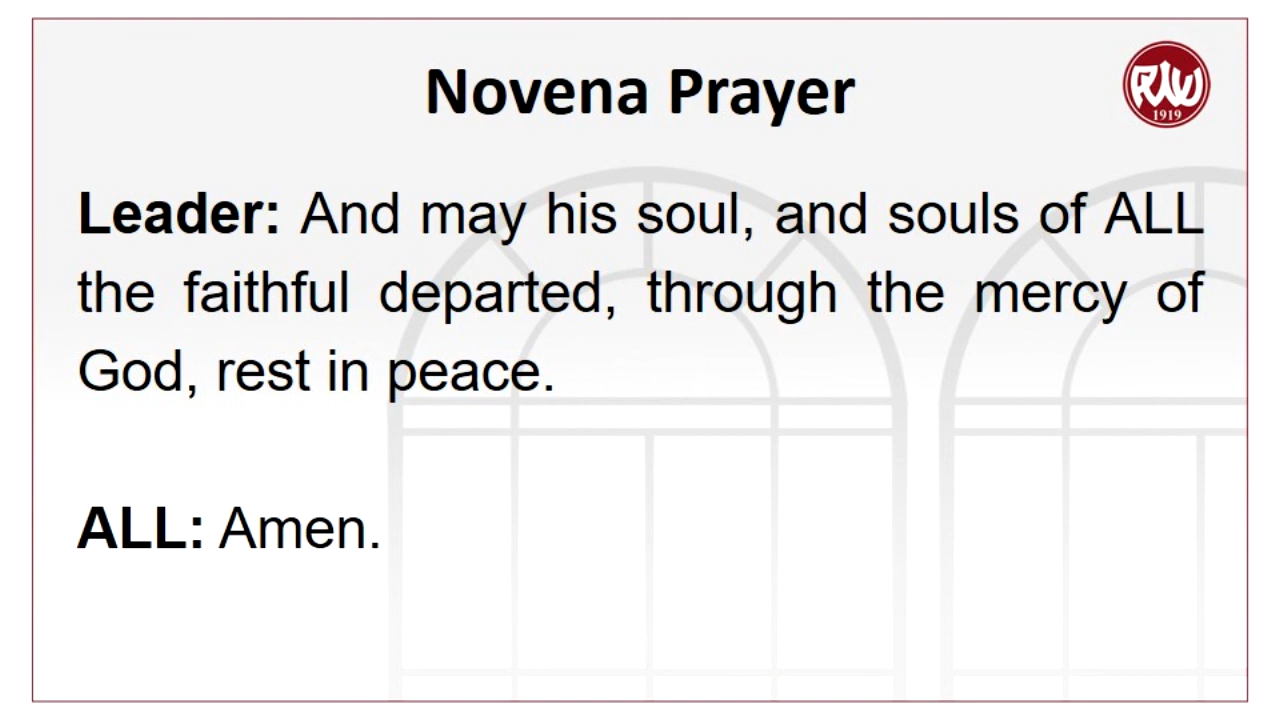 Novena Prayer
RIW
1919
Leader: And may his soul, and souls of ALL
the faithful departed, through the mercy of
God, rest in peace.
ALL: Amen.